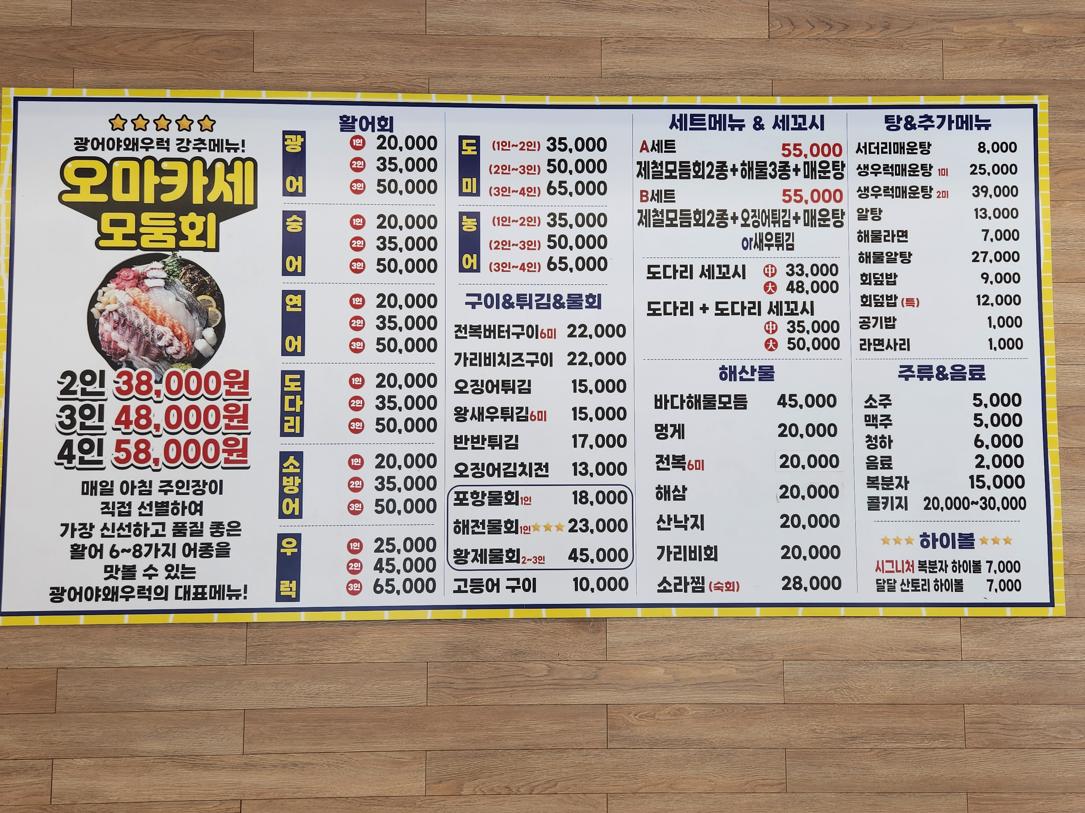 광어야왜우럭 강추메뉴!
오마카세
모둠회
2인 38,000원
3인 48,000원
4인 58,000원
매일 아침 주인장이
직접 선별하여
가장 신선하고 품질 좋은
활어 6~8가지 어종을
맛볼 수 있는
광어야왜우럭의 대표메뉴!
활어회
광어
1인 20,000
2인 35,000
3인 50,000
숭어
1인 20,000
2인 35,000
3인 50,000
연어
1인 20,000
2인 35,000
3인 50,000
도다리
1인 20,000
2인 35,000
3인 50,000
소방어
1인 20,000
2인 35,000
3인 50,000
우럭
1인 25,000
2인 45,000
3인 65,000
도미
(1인~2인) 35,000
(2인~3인) 50,000
(3인~4인) 65,000
농어
(1인~2인) 35,000
(2인~3인) 50,000
(3인~4인) 65,000
구이&튀김&물회
전복버터구이6미 22,000
가리비치즈구이 22,000
오징어튀김 15,000
왕새우튀김6미 15,000
반반튀김 17,000
오징어김치전 13,000
포항물회1인 18,000
해전물회1인 23,000
황제물회2~3인 45,000
고등어 구이 10,000
세트메뉴 & 세꼬시
A세트 55,000
제철모듬회2종+해물3종+매운탕
B세트 55,000
제철모듬회2종+오징어튀김+매운탕
or새우튀김
도다리 세꼬시 中 33,000
大 48,000
도다리 + 도다리 세꼬시
中 35,000
大 50,000
해산물
바다해물모듬 45,000
멍게 20,000
전복6미 20,000
해삼 20,000
산낙지 20,000
가리비회 20,000
소라찜 (숙회) 28,000
탕&추가메뉴
서더리매운탕 8,000
생우럭매운탕 1미 25,000
생우럭매운탕 2미 39,000
알탕 13,000
해물라면 7,000
해물알탕 27,000
회덮밥 9,000
회덮밥 (특) 12,000
공기밥 1,000
라면사리 1,000
주류&음료
소주 5,000
맥주 5,000
청하 6,000
음료 2,000
복분자 15,000
콜키지 20,000~30,000
하이볼
시그니처 복분자 하이볼 7,000
달달 산토리 하이볼 7,000